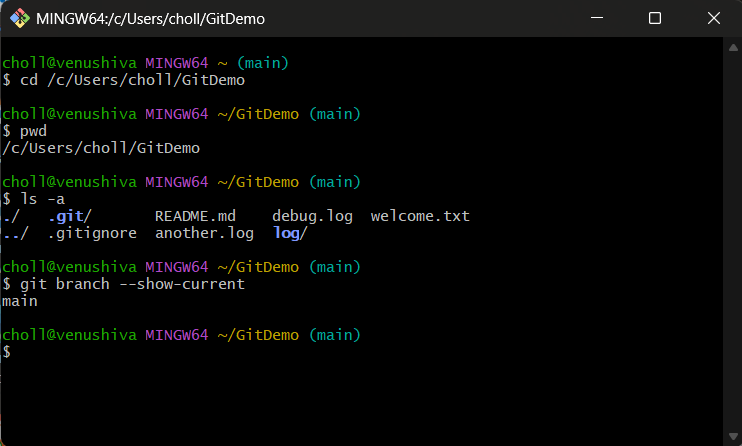 MINGW64:/c/Users/choll/GitDemo
choll@venushiva MINGW64 ~ (main)
$ cd /c/Users/choll/GitDemo
choll@venushiva MINGW64 ~/GitDemo (main)
$ pwd
/c/Users/choll/GitDemo
choll@venushiva MINGW64 ~/GitDemo (main)
$ ls -a
./   .git/       README.md    debug.log  welcome.txt
../  .gitignore  another.log  log/
choll@venushiva MINGW64 ~/GitDemo (main)
$ git branch --show-current
main
choll@venushiva MINGW64 ~/GitDemo (main)
$